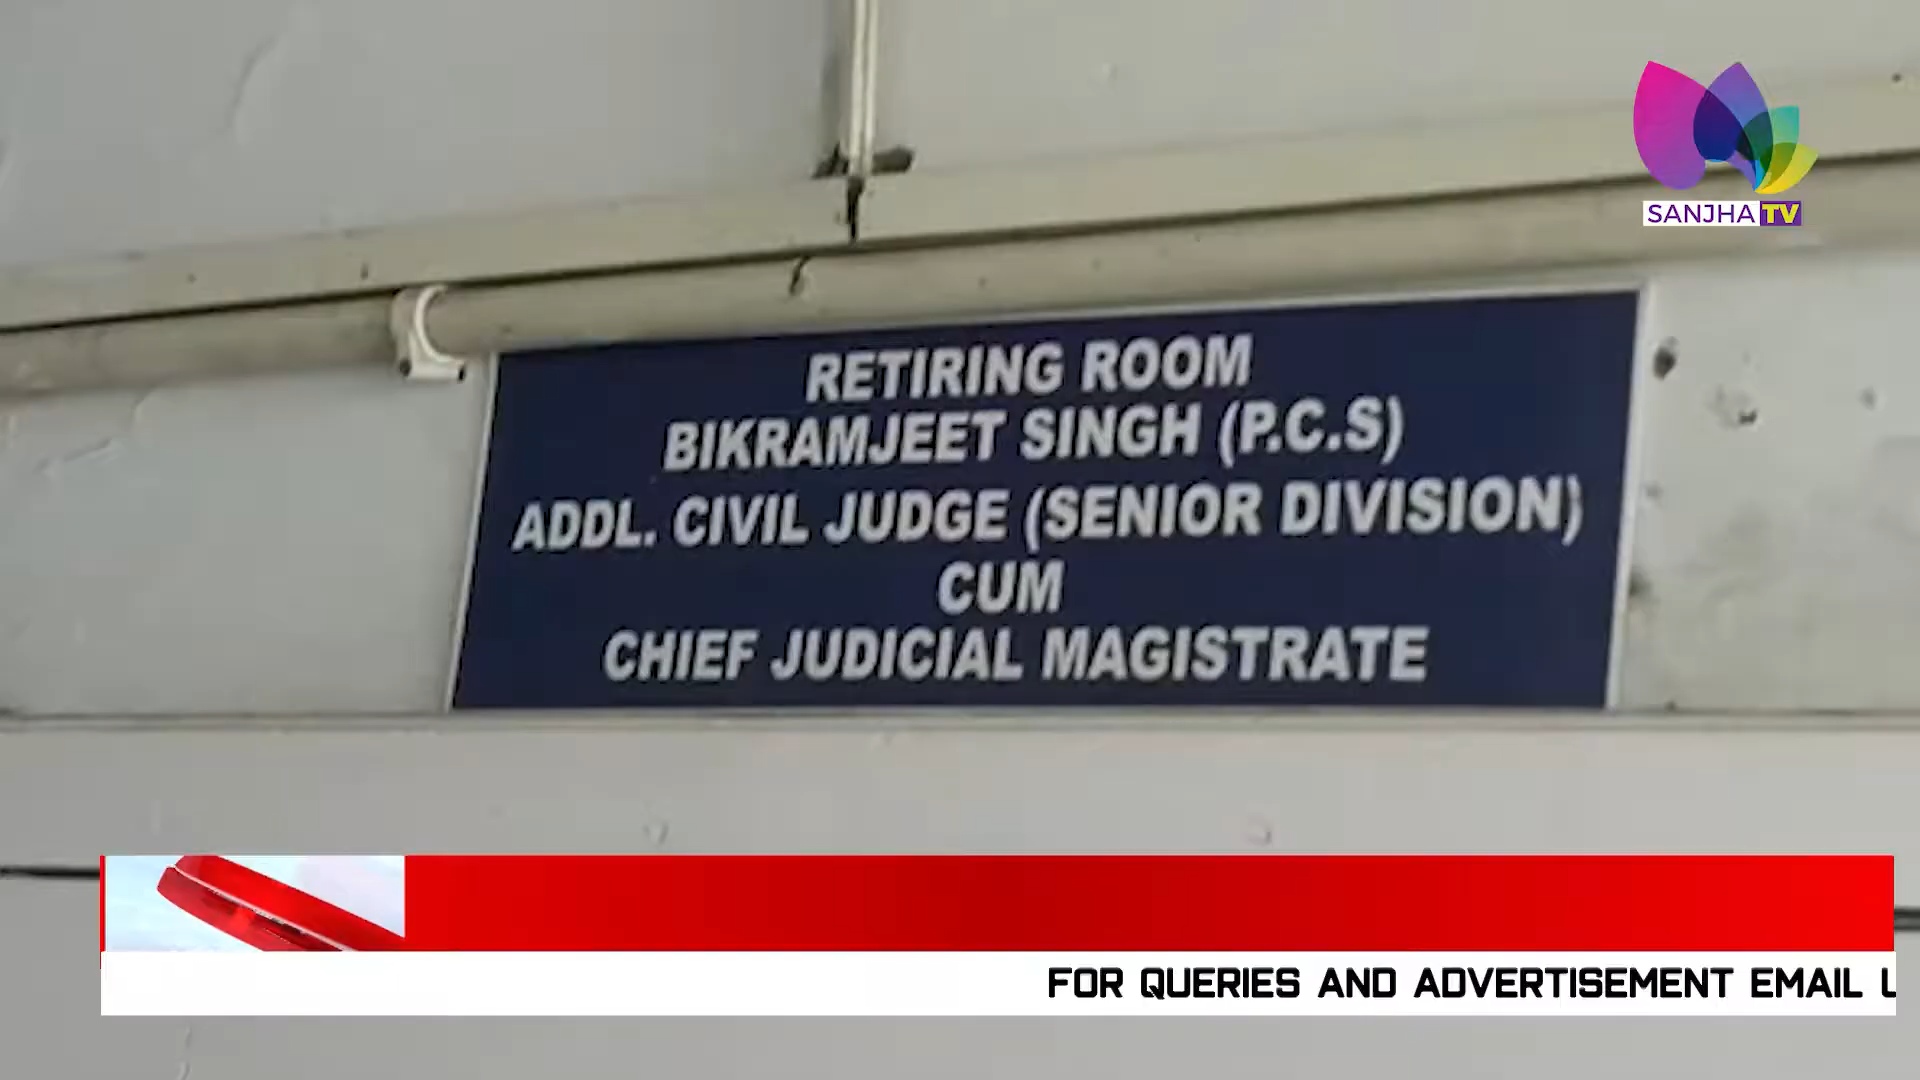 SANJHA TV
RETIRING ROOM
BIKRAMJEET SINGH (P.C.S)
ADDL. CIVIL JUDGE (SENIOR DIVISION)
CUM
CHIEF JUDICIAL MAGISTRATE
FOR QUERIES AND ADVERTISEMENT EMAIL